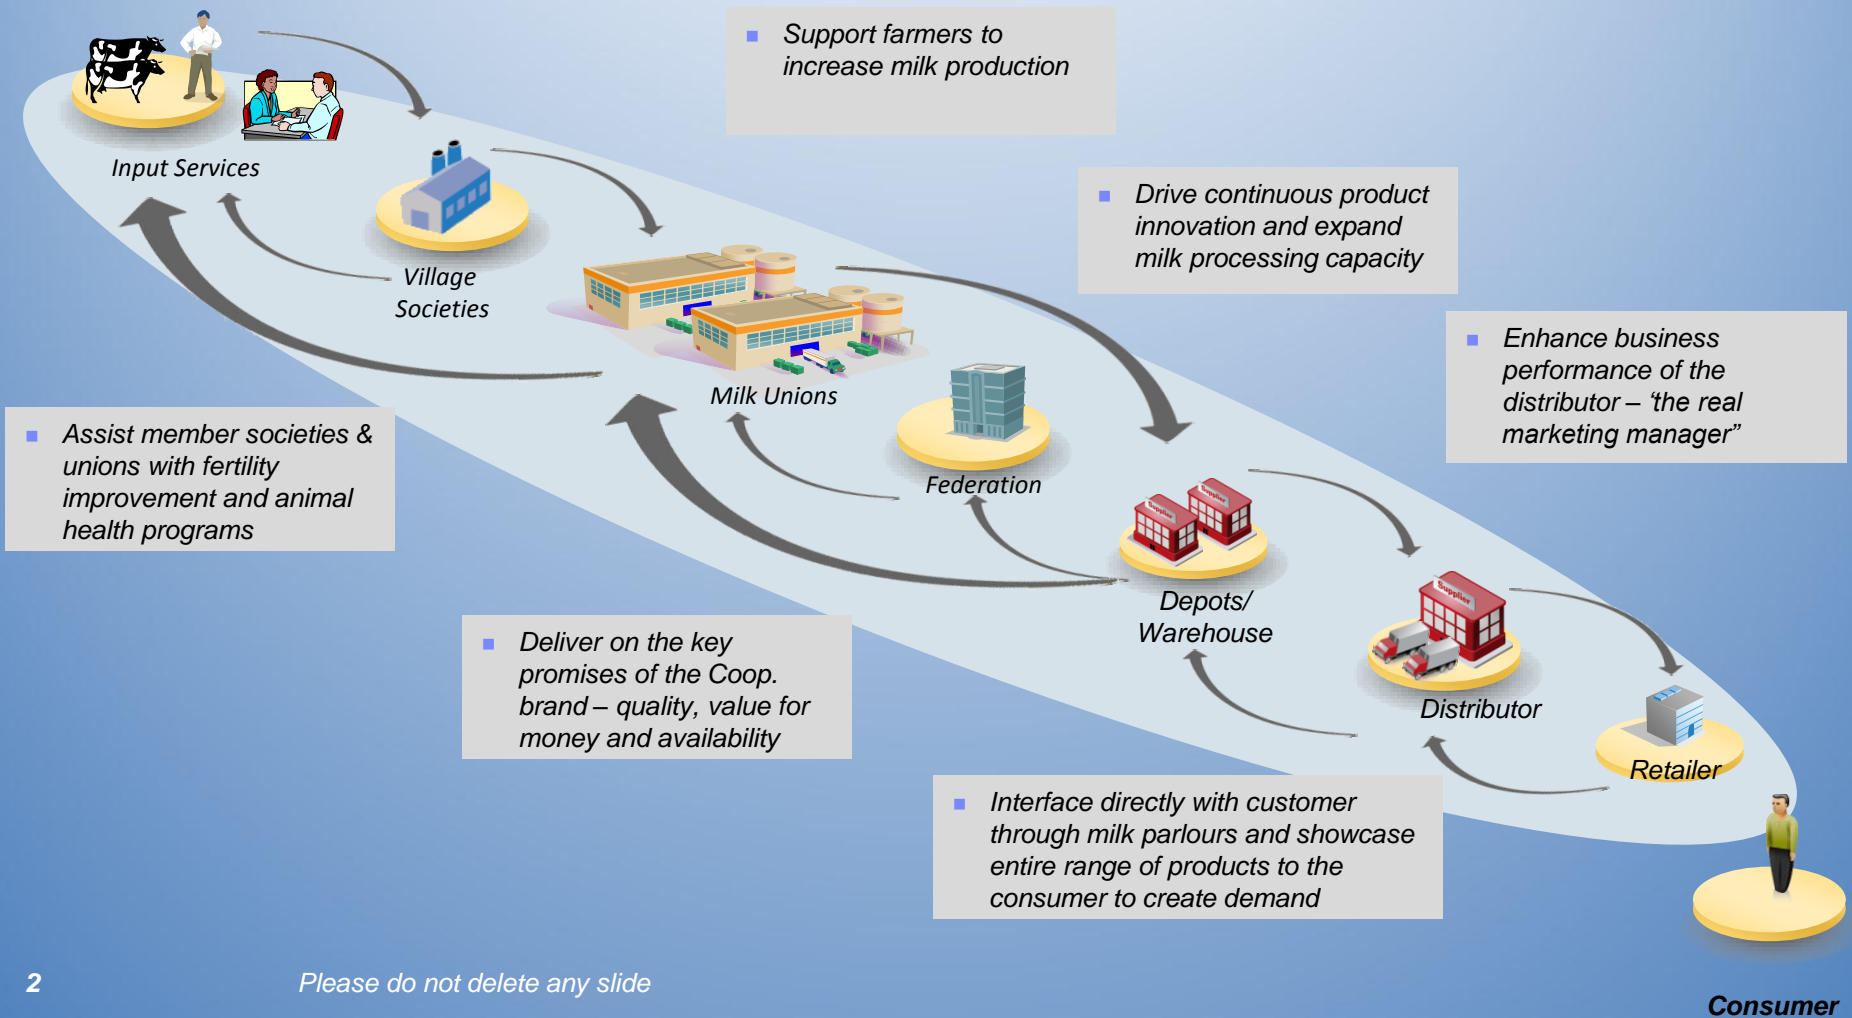 Support farmers to
increase milk production
Input Services
Drive continuous product
innovation and expand
milk processing capacity
Village
Societies
Enhance business
performance of the
distributor – ‘the real
marketing manager”
Milk Unions
Assist member societies &
unions with fertility
improvement and animal
health programs
Federation
Supplier
Supplier
Depots/
Warehouse
Supplier
Deliver on the key
promises of the Coop.
brand – quality, value for
money and availability
Distributor
Retailer
Interface directly with customer
through milk parlours and showcase
entire range of products to the
consumer to create demand
2
Please do not delete any slide
Consumer